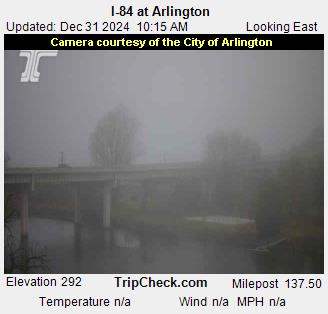 I-84 at Arlington
Updated: Dec 31 2024 10:15 AM Looking East
Camera courtesy of the City of Arlington
Elevation 292 TripCheck.com Milepost 137.50
Temperature n/a Wind n/a MPH n/a